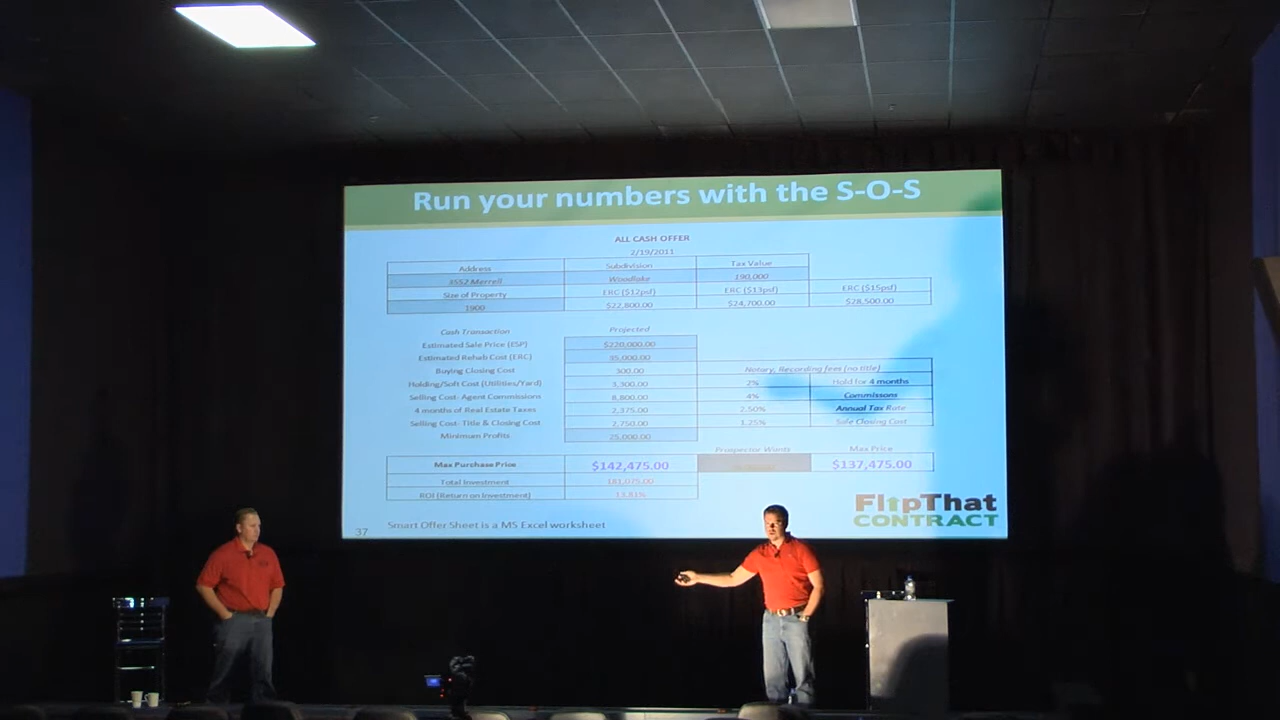 Run your numbers with the S-O-S
ALL CASH OFFER
2/19/2011
Address Subdivision Tax Value
Merrell Woodlake 190,000
Size of Property ERC ($12psf) ERC ($13psf) ERC ($15psf)
1900 $22,800.00 $24,700.00 $28,500.00
Cash Transaction Projected
Estimated Sale Price (ESP) $220,000.00
Estimated Rehab Cost (ERC) 35,000.00
Buying Closing Cost 300.00 Notary, Recording fees (no title)
Holding/Soft Cost (Utilities/Yard) 3,300.00 2% Hold for 4 months
Selling Cost- Agent Commissions 8,800.00 4% Commissons
4 months of Real Estate Taxes 2,375.00 2.50% Annual Tax Rate
Selling Cost- Title & Closing Cost 2,750.00 1.25% Sale Closing Cost
Minimum Profits 25,000.00
Prospector Wants Max Price
Max Purchase Price $142,475.00 $137,475.00
Total Investment 181,075.00
ROI (Return on Investment) 13.81%
FlipThat
CONTRACT
Smart Offer Sheet is a MS Excel worksheet
37